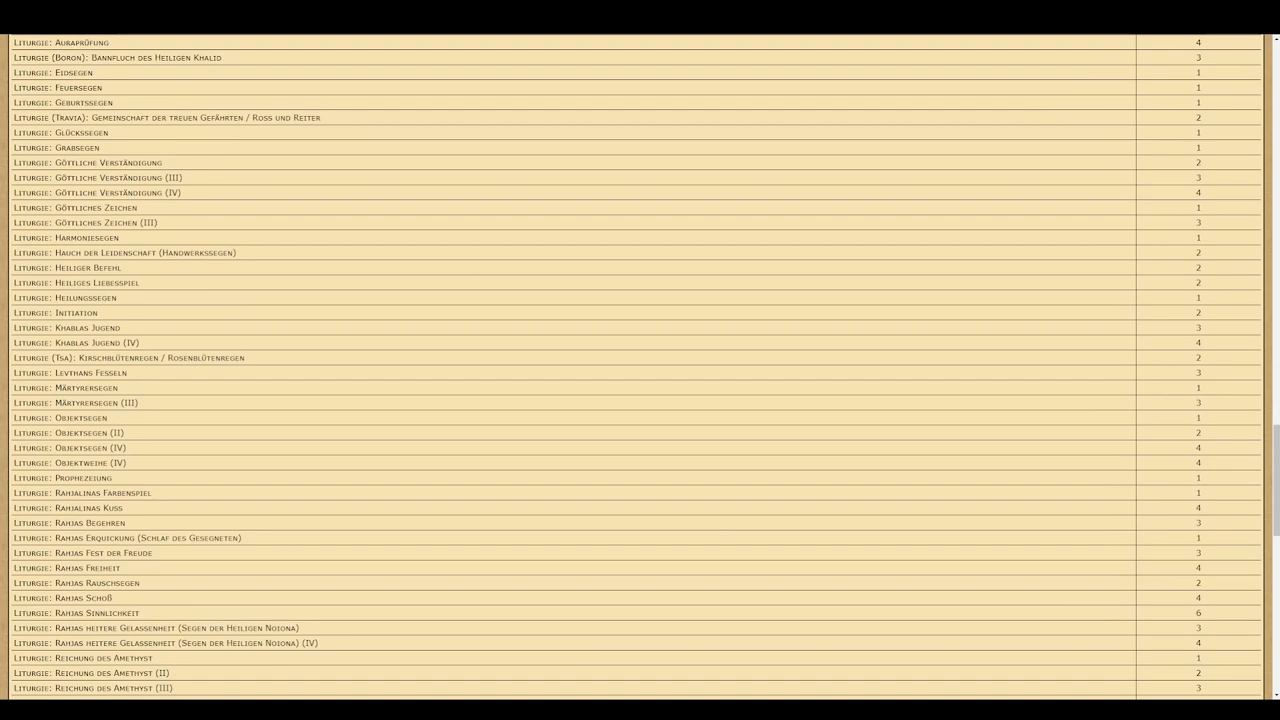 Liturgie: Auraprüfung 4
Liturgie (Boron): Bannfluch des Heiligen Khalid 3
Liturgie: Eidsegen 1
Liturgie: Feuersegen 1
Liturgie: Geburtssegen 1
Liturgie (Travia): Gemeinschaft der treuen Gefährten / Ross und Reiter 2
Liturgie: Glückssegen 1
Liturgie: Grabsegen 1
Liturgie: Göttliche Verständigung 2
Liturgie: Göttliche Verständigung (III) 3
Liturgie: Göttliche Verständigung (IV) 4
Liturgie: Göttliches Zeichen 1
Liturgie: Göttliches Zeichen (III) 3
Liturgie: Harmoniesegen 1
Liturgie: Hauch der Leidenschaft (Handwerkssegen) 2
Liturgie: Heiliger Befehl 2
Liturgie: Heiliges Liebesspiel 2
Liturgie: Heilungssegen 1
Liturgie: Initiation 2
Liturgie: Khablas Jugend 3
Liturgie: Khablas Jugend (IV) 4
Liturgie (Tsa): Kirschblütenregen / Rosenblütenregen 2
Liturgie: Levthans Fesseln 3
Liturgie: Märtyrersegen 1
Liturgie: Märtyrersegen (III) 3
Liturgie: Objektsegen 1
Liturgie: Objektsegen (II) 2
Liturgie: Objektsegen (IV) 4
Liturgie: Objektweihe (IV) 4
Liturgie: Prophezeiung 1
Liturgie: Rahjalinas Farbenspiel 1
Liturgie: Rahjalinas Kuss 4
Liturgie: Rahjas Begehren 3
Liturgie: Rahjas Erquickung (Schlaf des Gesegneten) 1
Liturgie: Rahjas Fest der Freude 3
Liturgie: Rahjas Freiheit 4
Liturgie: Rahjas Rauschsegen 2
Liturgie: Rahjas Schoß 4
Liturgie: Rahjas Sinnlichkeit 6
Liturgie: Rahjas heitere Gelassenheit (Segen der Heiligen Noiona) 3
Liturgie: Rahjas heitere Gelassenheit (Segen der Heiligen Noiona) (IV) 4
Liturgie: Reichung des Amethyst 1
Liturgie: Reichung des Amethyst (II) 2
Liturgie: Reichung des Amethyst (III) 3